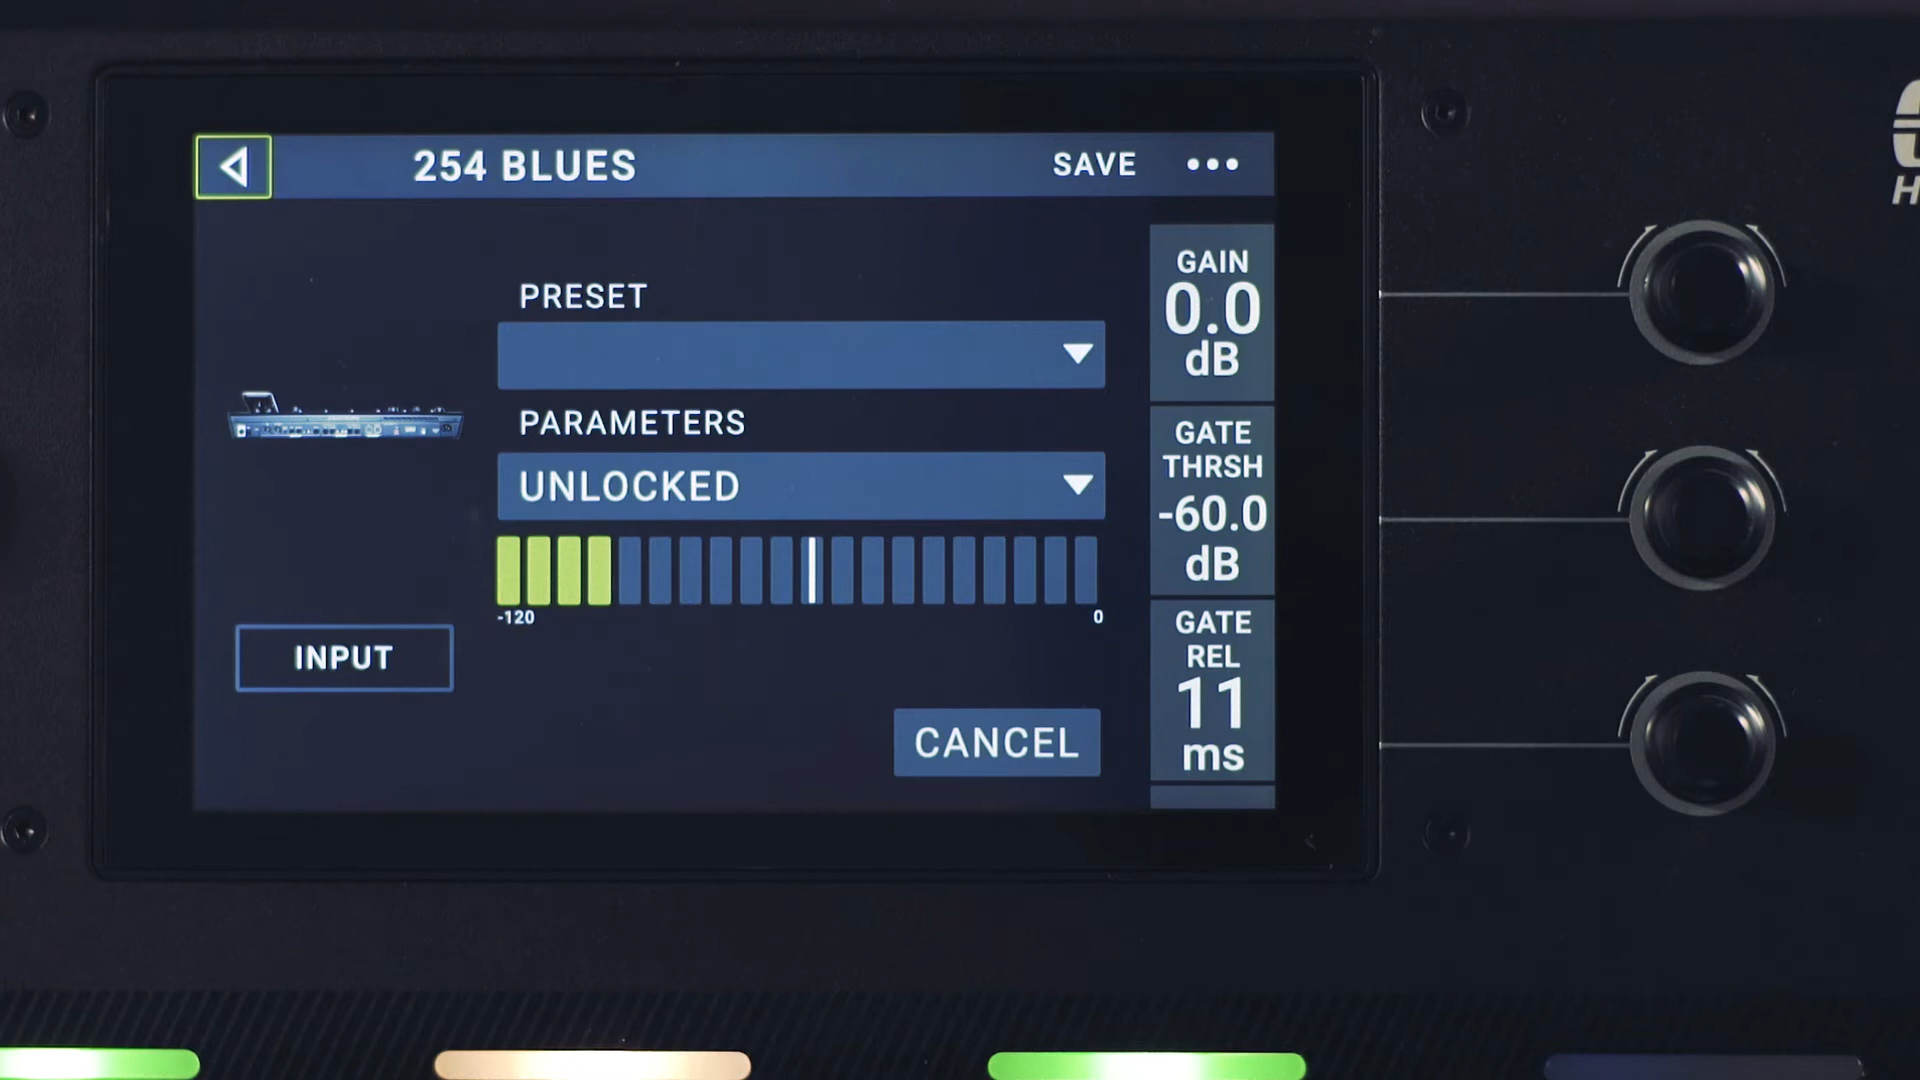 254 BLUES
SAVE
PRESET
PARAMETERS
UNLOCKED
-120
0
INPUT
CANCEL
GAIN
0.0
dB
GATE
THRSH
-60.0
dB
GATE
REL
11
ms